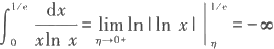 ∫₀^{1/e} dx/(x ln x) = lim_{η→0+} ln|ln x| |_η^{1/e} = −∞